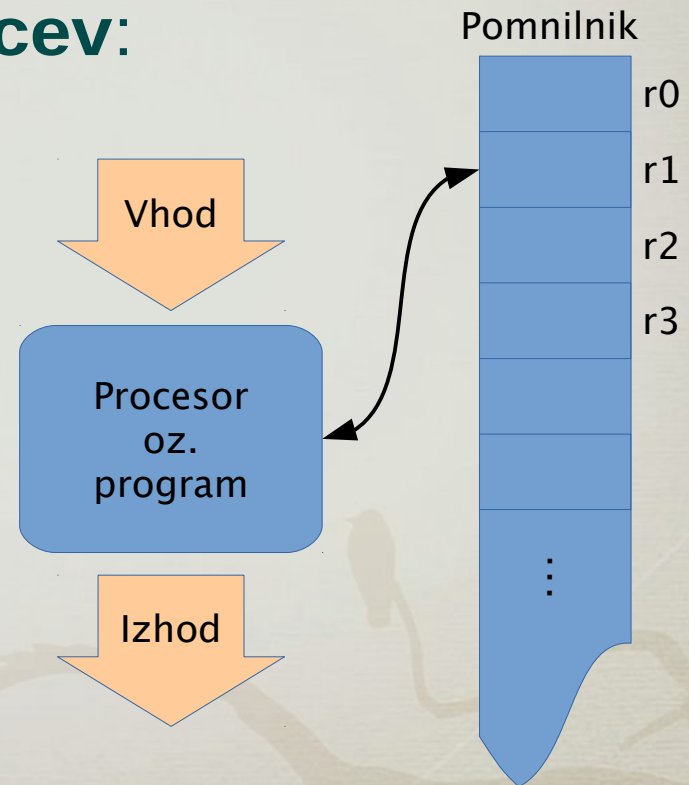 cev:
Pomnilnik
r0
r1
Vhod
r2
r3
Procesor
oz.
program
⋮
Izhod